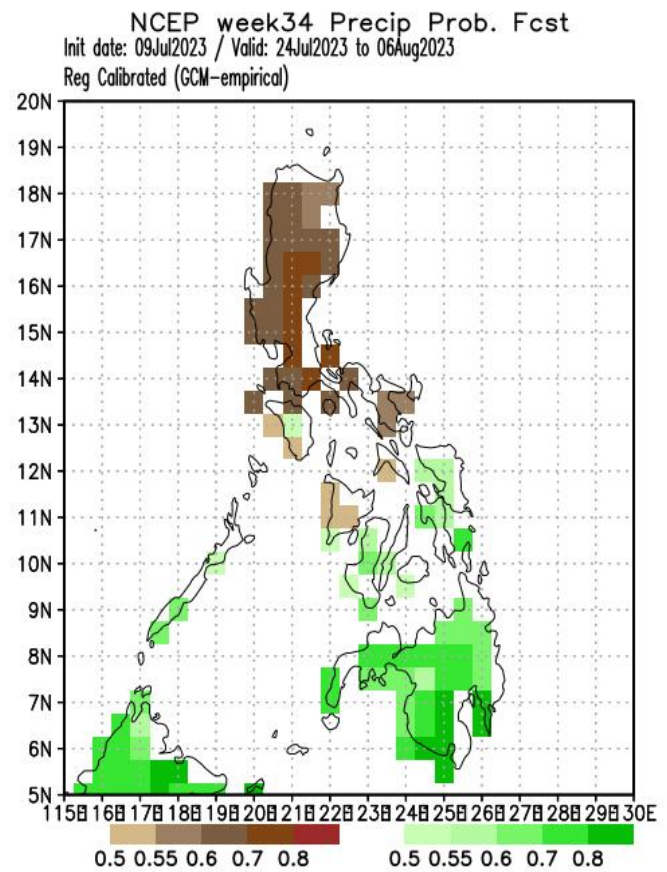 NCEP week34 Precip Prob. Fcst
Init date: 09Jul2023 / Valid: 24Jul2023 to 06Aug2023
Reg Calibrated (GCM-empirical)
20N
19N
18N
17N
16N
15N
14N
13N
12N
11N
10N
9N
8N
7N
6N
5N
115E 116E 117E 118E 119E 120E 121E 122E 123E 124E 125E 126E 127E 128E 129E 130E
0.5 0.55 0.6 0.7 0.8 0.5 0.55 0.6 0.7 0.8